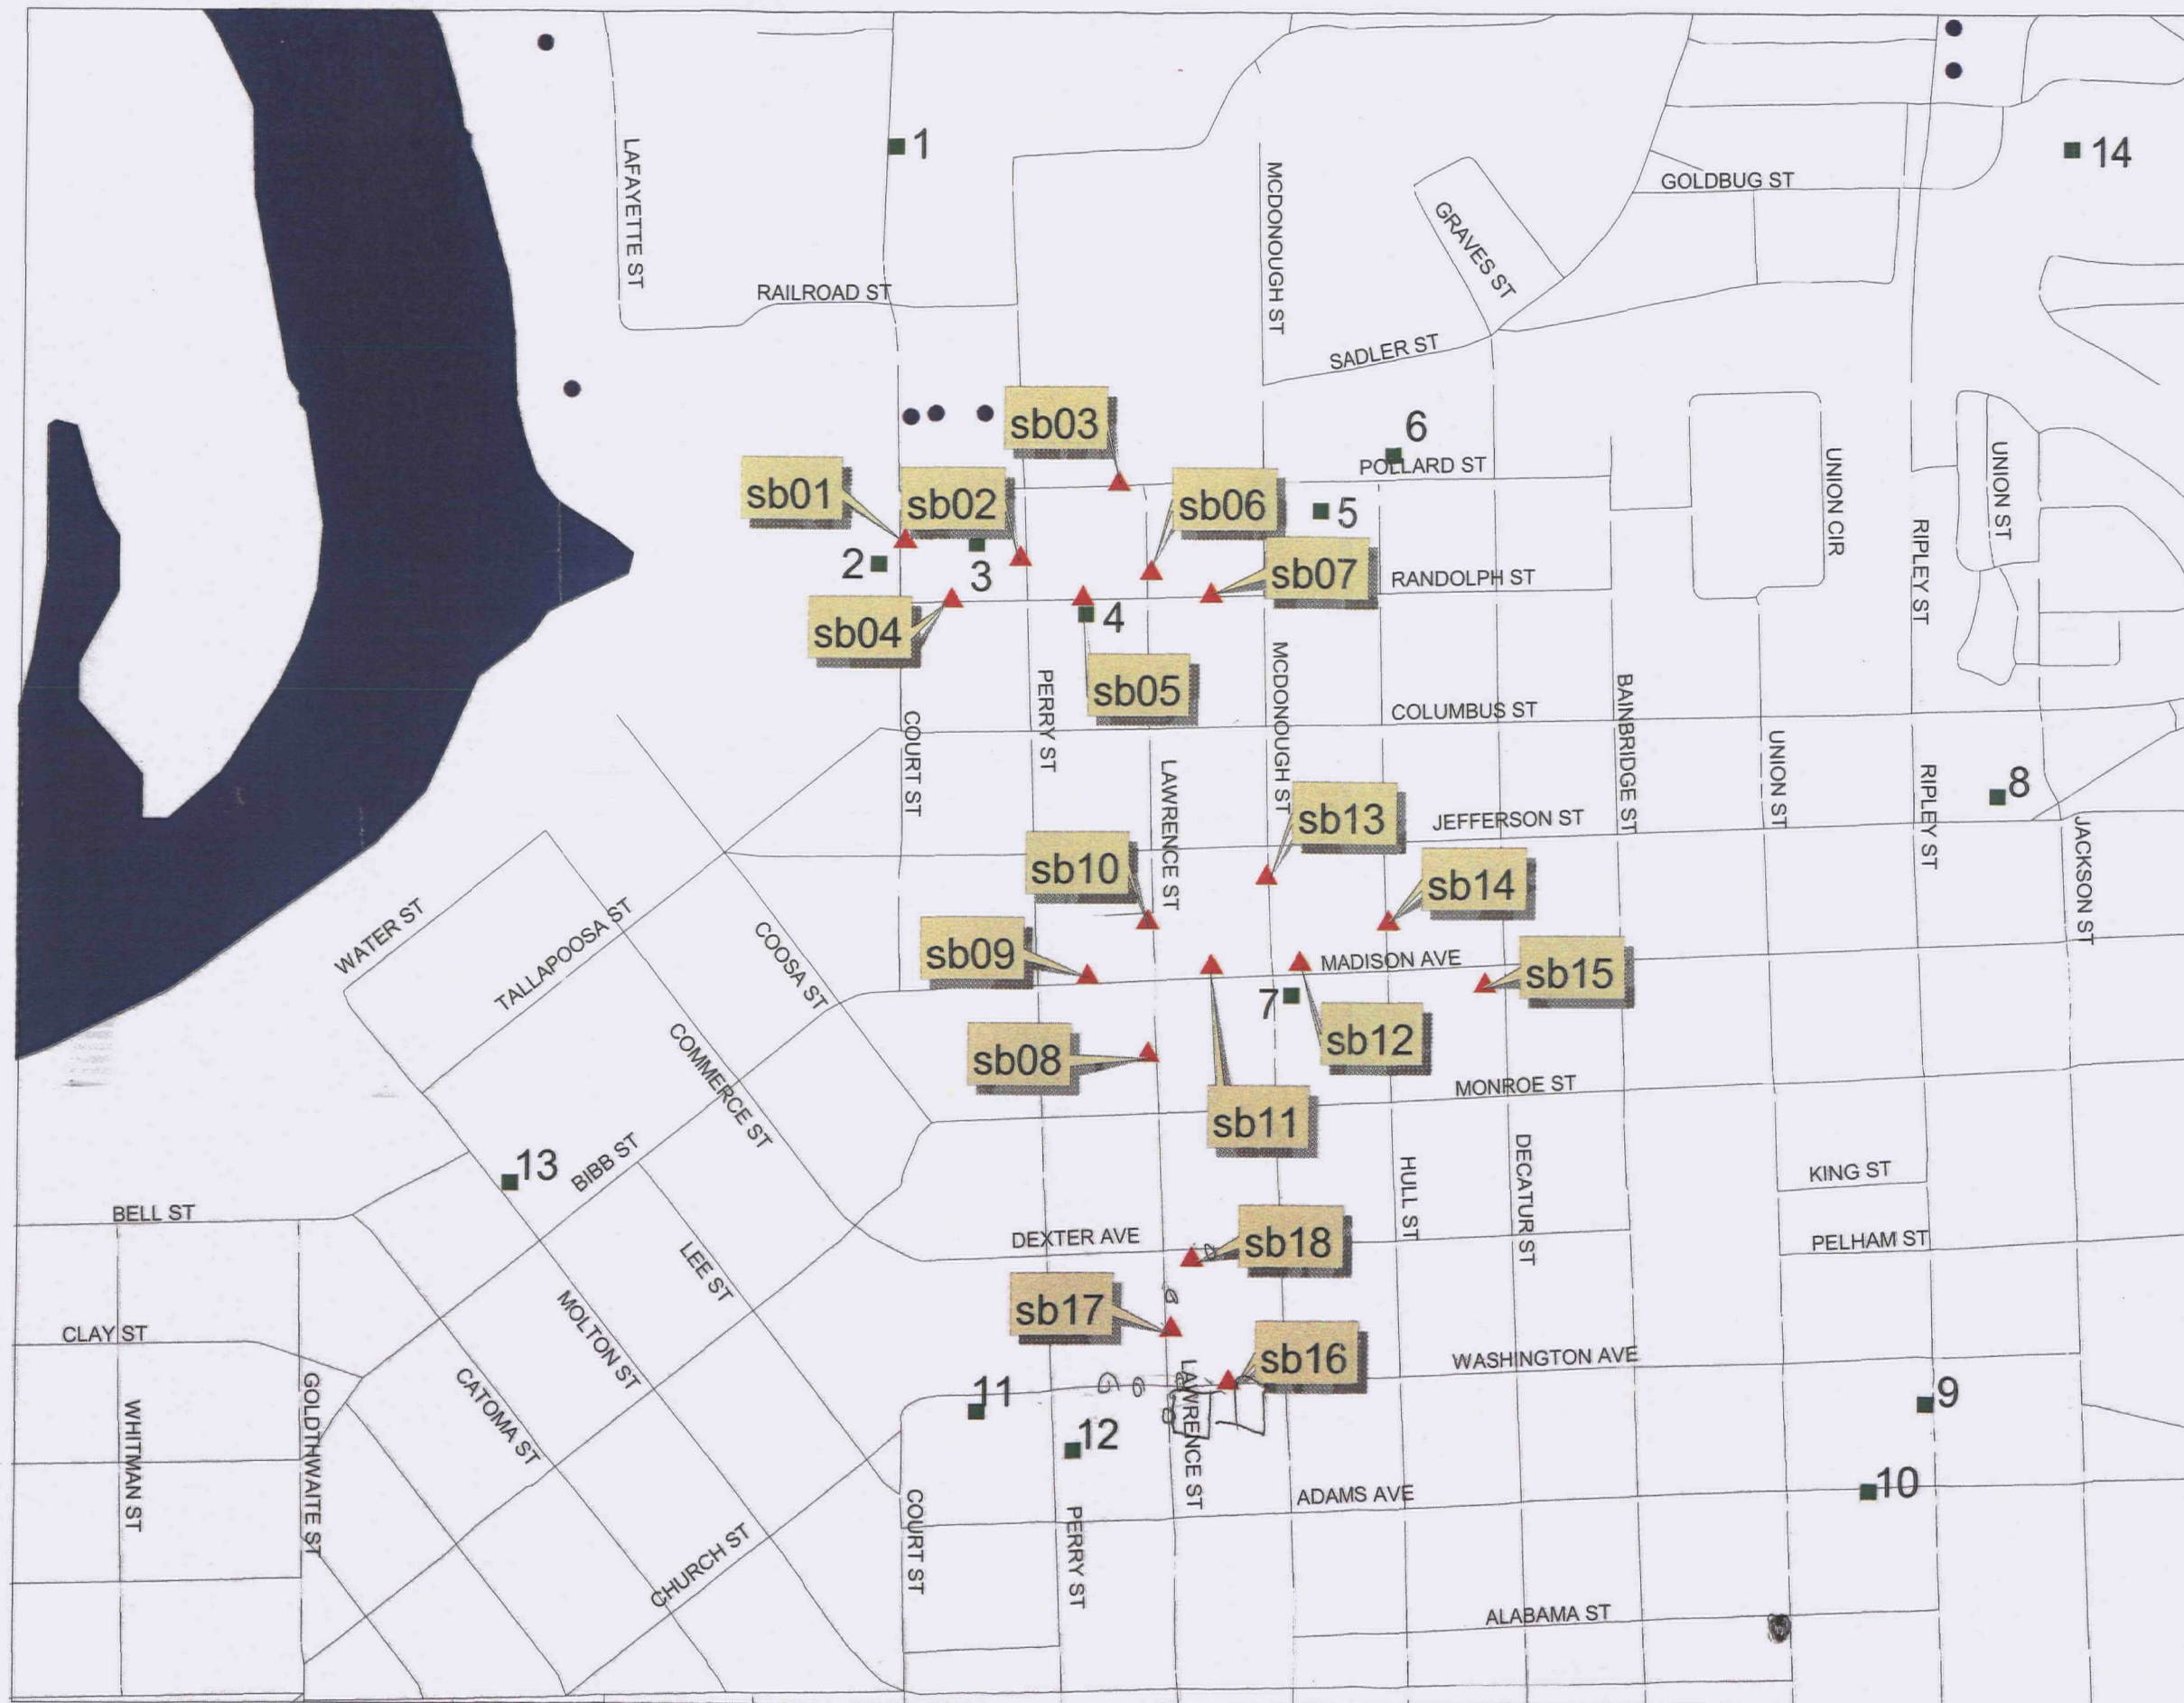 1
14
LAFAYETTE ST
MCDONOUGH ST
GOLDBUG ST
GRAVES ST
RAILROAD ST
SADLER ST
sb03
6
POLLARD ST
sb01
sb02
sb06
5
UNION CIR
UNION ST
2
3
sb07
RANDOLPH ST
RIPLEY ST
sb04
4
sb05
PERRY ST
MCDONOUGH ST
COLUMBUS ST
BAINBRIDGE ST
COURT ST
LAWRENCE ST
UNION ST
RIPLEY ST
8
sb13
JEFFERSON ST
JACKSON ST
sb10
sb14
WATER ST
TALLAPOOSA ST
COOSA ST
sb09
MADISON AVE
sb15
7
sb12
COMMERCE ST
sb08
MONROE ST
sb11
13
BIBB ST
HULL ST
DECATUR ST
KING ST
BELL ST
DEXTER AVE
sb18
PELHAM ST
LEE ST
sb17
MOLTON ST
CLAY ST
sb16
WASHINGTON AVE
CATOMA ST
11
LAWRENCE ST
9
WHITMAN ST
GOLDTHWAITE ST
12
10
COURT ST
PERRY ST
ADAMS AVE
CHURCH ST
ALABAMA ST